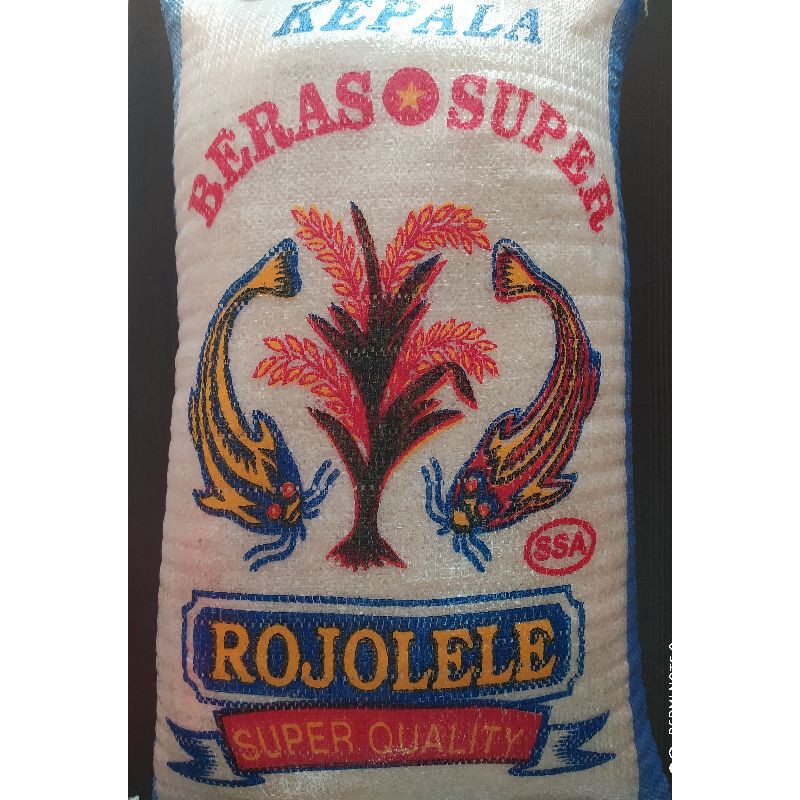 KEPALA
BERAS SUPER
SSA
ROJOLELE
SUPER QUALITY